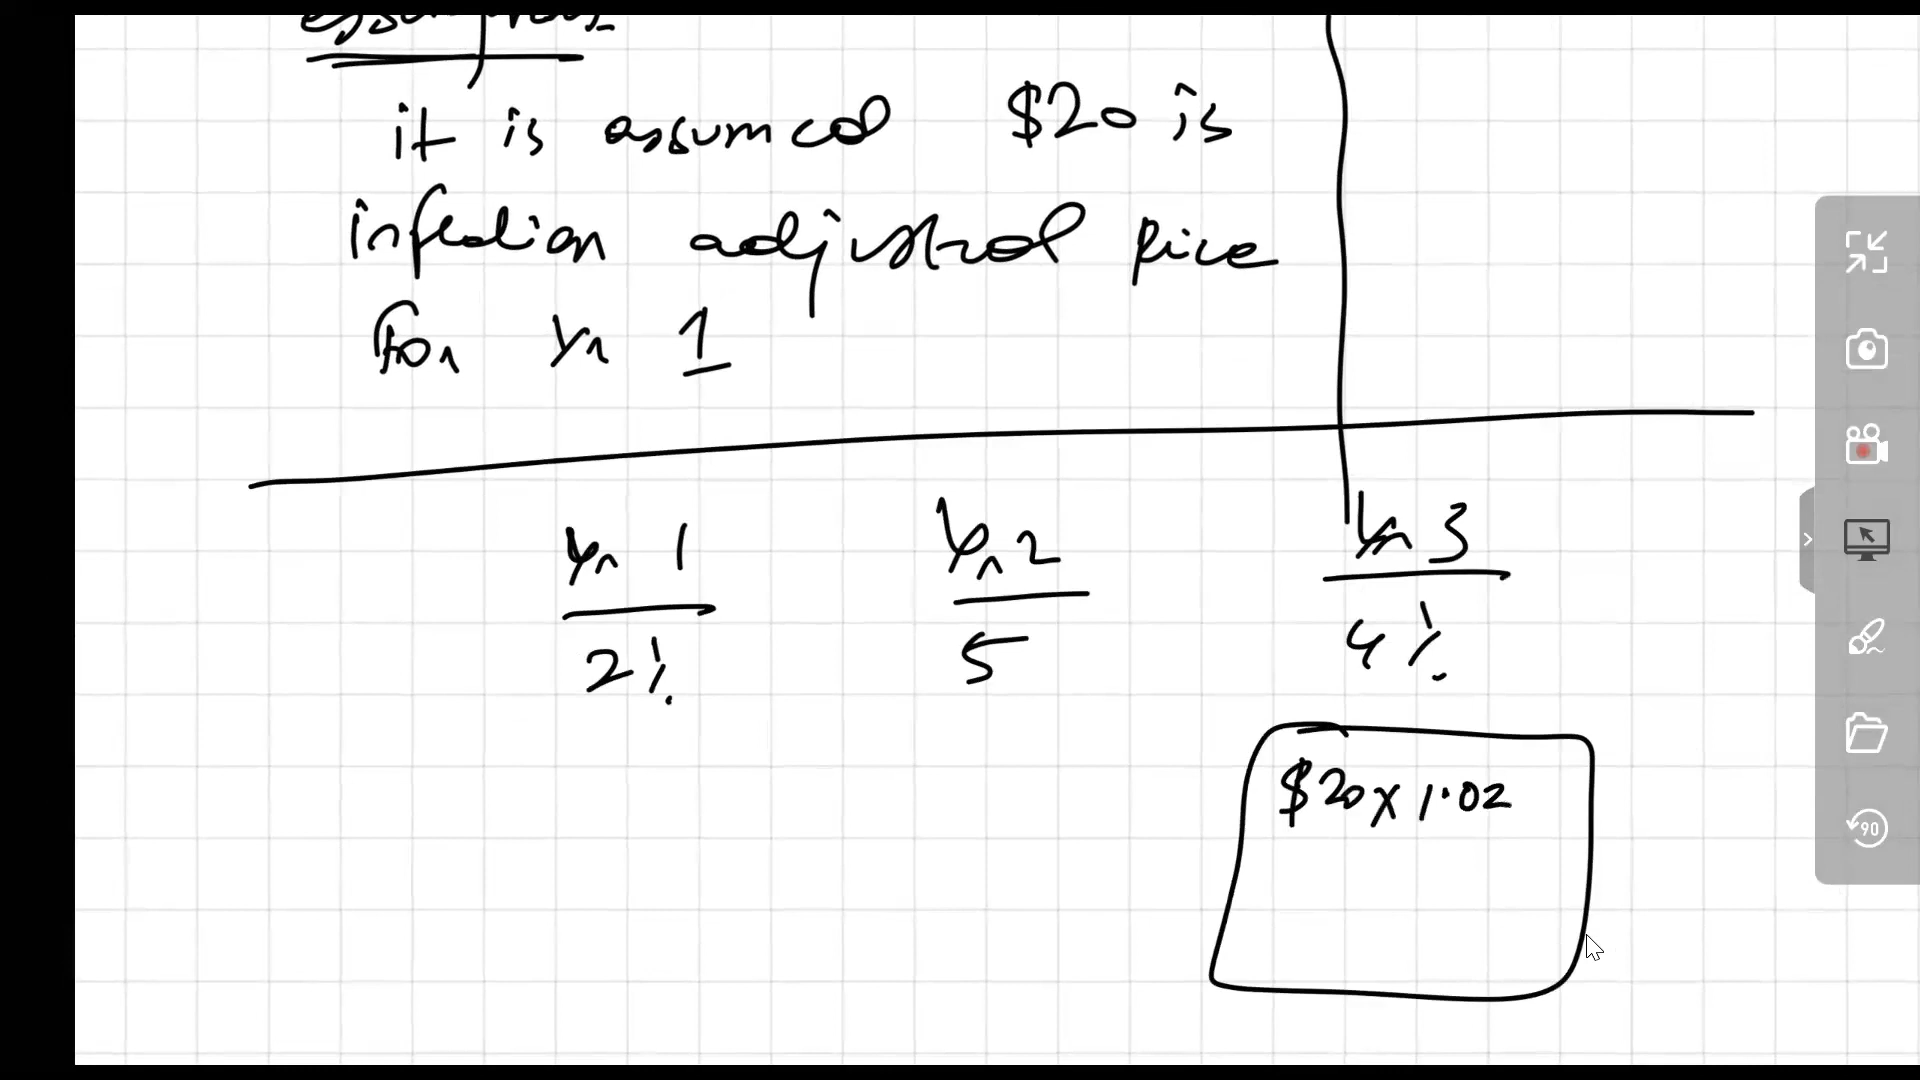 it is assumed $20 is
inflation adjusted price
for yr 1
yr 1 yr 2 yr 3
2% 5 4%
$20 x 1.02
90